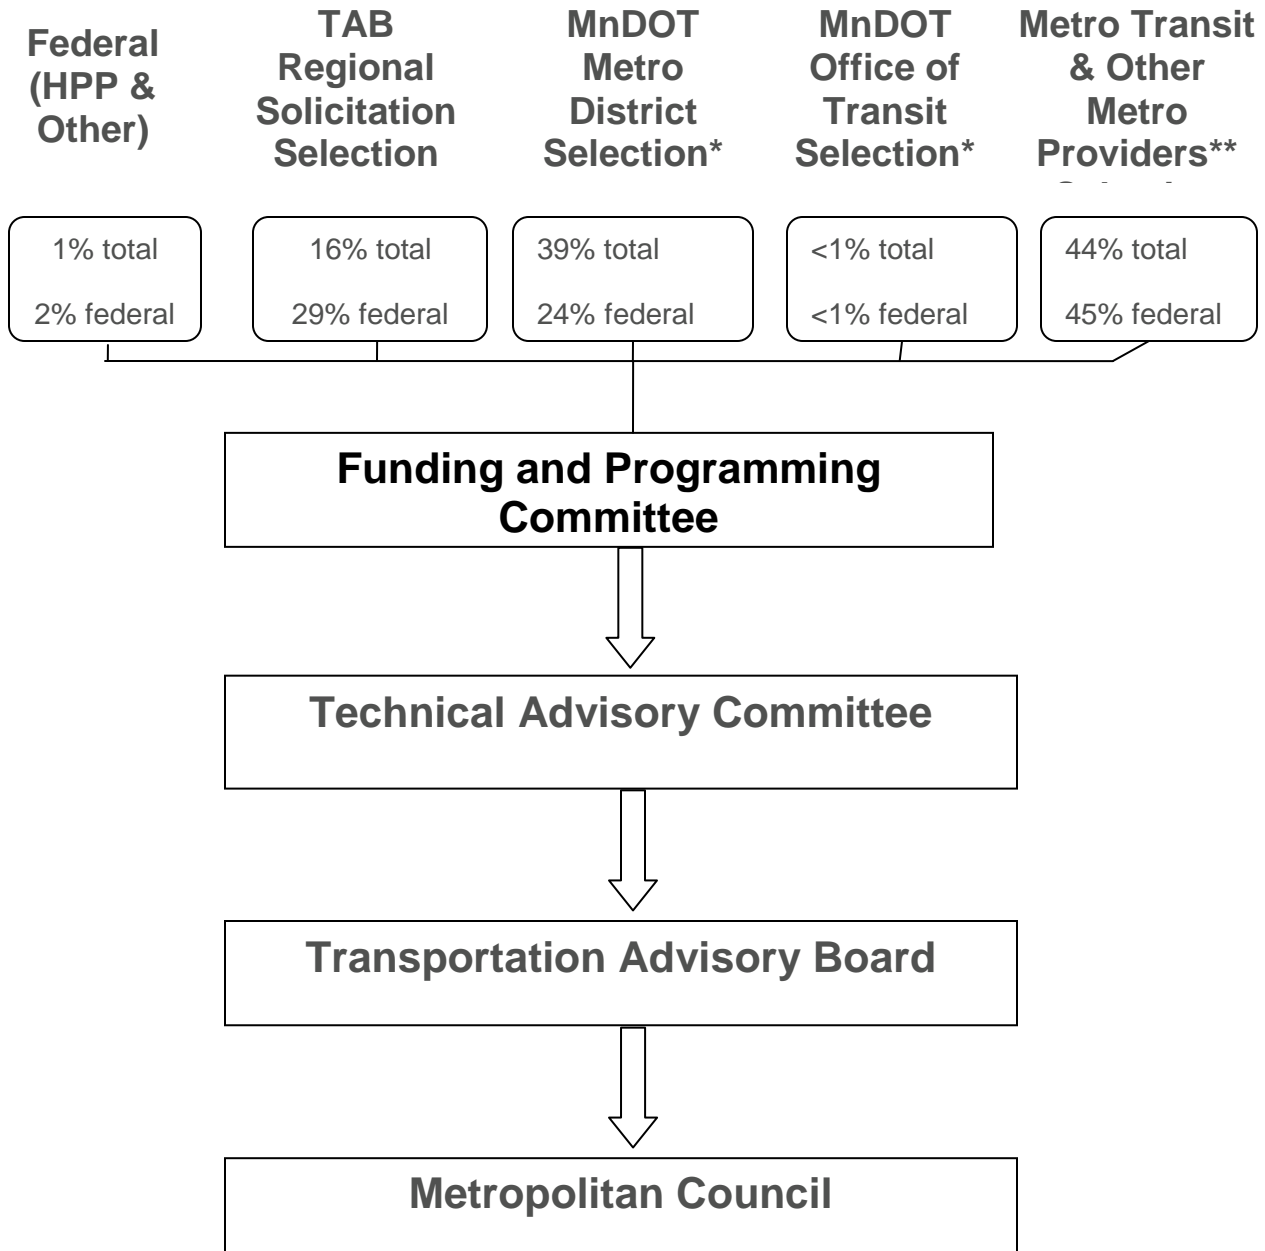 Federal
(HPP &
Other)
TAB
Regional
Solicitation
Selection
MnDOT
Metro
District
Selection*
MnDOT
Office of
Transit
Selection*
Metro Transit
& Other
Metro
Providers**
1% total
2% federal
16% total
29% federal
39% total
24% federal
<1% total
<1% federal
44% total
45% federal
Funding and Programming
Committee
Technical Advisory Committee
Transportation Advisory Board
Metropolitan Council